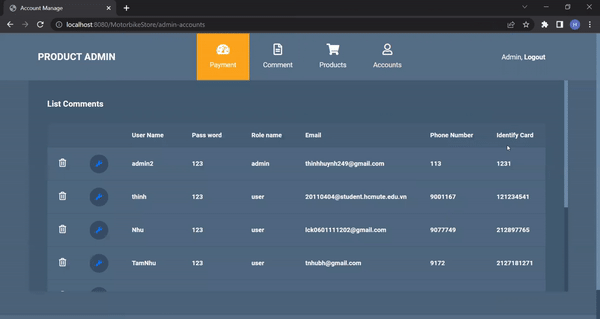 Account Manage
localhost:8080/MotorbikeStore/admin-accounts
PRODUCT ADMIN
Payment
Comment
Products
Accounts
Admin, Logout
List Comments
User Name Pass word Role name Email Phone Number Identify Card
admin2 123 admin thinhhuynh249@gmail.com 113 1231
thinh 123 user 20110404@student.hcmute.edu.vn 9001167 121234541
Nhu 123 user lck0601111202@gmail.com 9077749 212897765
TamNhu 123 user tnhubh@gmail.com 9172 2127181271